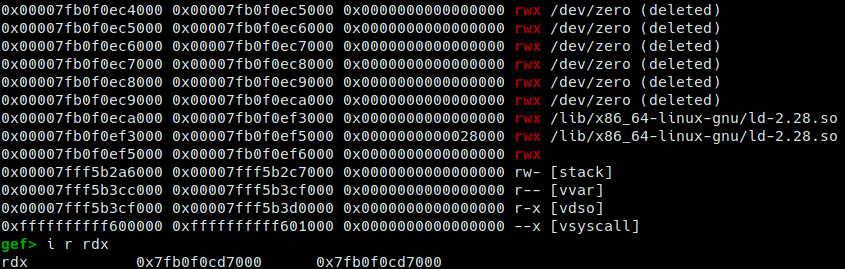 0x00007fb0f0ec4000 0x00007fb0f0ec5000 0x0000000000000000 rwx /dev/zero (deleted)
0x00007fb0f0ec5000 0x00007fb0f0ec6000 0x0000000000000000 rwx /dev/zero (deleted)
0x00007fb0f0ec6000 0x00007fb0f0ec7000 0x0000000000000000 rwx /dev/zero (deleted)
0x00007fb0f0ec7000 0x00007fb0f0ec8000 0x0000000000000000 rwx /dev/zero (deleted)
0x00007fb0f0ec8000 0x00007fb0f0ec9000 0x0000000000000000 rwx /dev/zero (deleted)
0x00007fb0f0ec9000 0x00007fb0f0eca000 0x0000000000000000 rwx /dev/zero (deleted)
0x00007fb0f0eca000 0x00007fb0f0ef3000 0x0000000000000000 rwx /lib/x86_64-linux-gnu/ld-2.28.so
0x00007fb0f0ef3000 0x00007fb0f0ef5000 0x0000000000028000 rwx /lib/x86_64-linux-gnu/ld-2.28.so
0x00007fb0f0ef5000 0x00007fb0f0ef6000 0x0000000000000000 rwx
0x00007fff5b2a6000 0x00007fff5b2c7000 0x0000000000000000 rw- [stack]
0x00007fff5b3cc000 0x00007fff5b3cf000 0x0000000000000000 r-- [vvar]
0x00007fff5b3cf000 0x00007fff5b3d0000 0x0000000000000000 r-x [vdso]
0xffffffffff600000 0xffffffffff601000 0x0000000000000000 --x [vsyscall]
gef> i r rdx
rdx 0x7fb0f0cd7000 0x7fb0f0cd7000